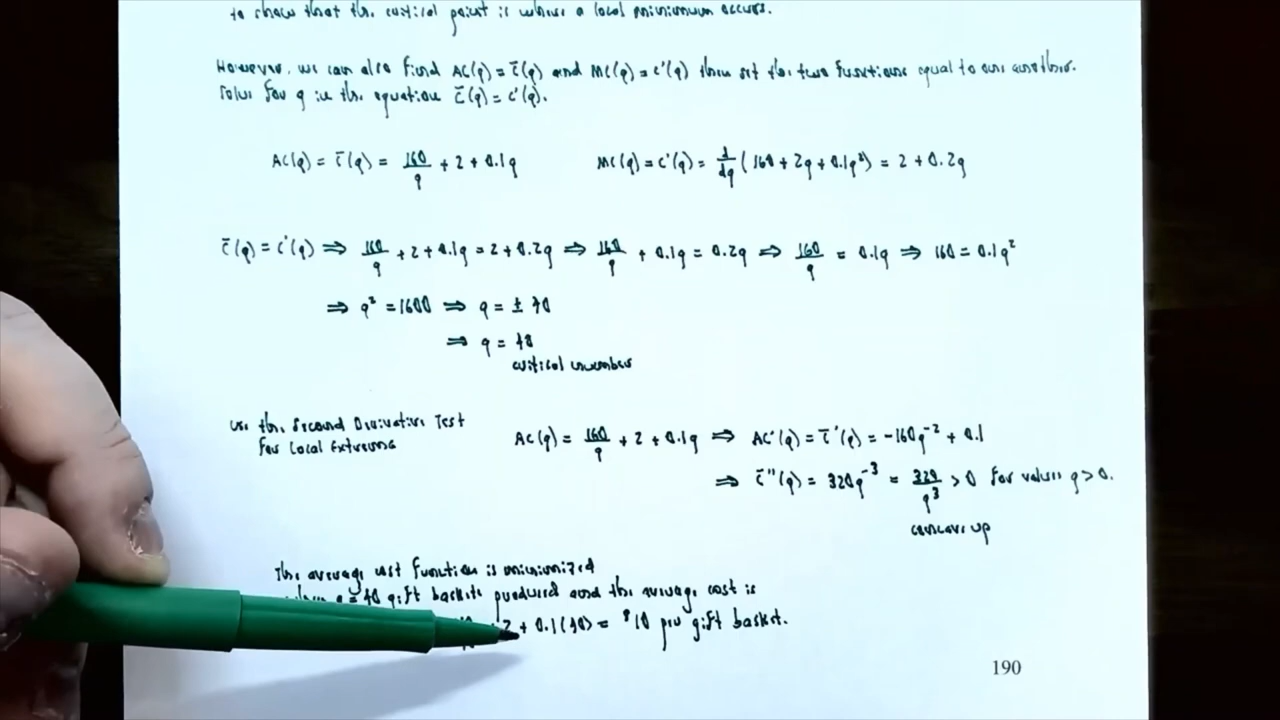 to show that the critical point is where a local minimum occurs.
However, we can also find AC(q) = c̄(q) and MC(q) = c'(q) then set the two functions equal to one another.
Solve for q in the equation c̄(q) = c'(q).
AC(q) = c̄(q) = 160/q + 2 + 0.1q MC(q) = c'(q) = d/dq (160 + 2q + 0.1q²) = 2 + 0.2q
c̄(q) = c'(q) ⇒ 160/q + 2 + 0.1q = 2 + 0.2q ⇒ 160/q + 0.1q = 0.2q ⇒ 160/q = 0.1q ⇒ 160 = 0.1q²
⇒ q² = 1600 ⇒ q = ± 40
⇒ q = 40
critical number
Use the Second Derivative Test
For Local Extrema
AC(q) = 160/q + 2 + 0.1q ⇒ AC'(q) = c̄'(q) = -160q⁻² + 0.1
⇒ c̄''(q) = 320q⁻³ = 320/q³ > 0 for values q > 0.
concave up
The average cost function is minimized
q = 40 gift baskets produced and the average cost is
2 + 0.1(40) = $10 per gift basket.
190